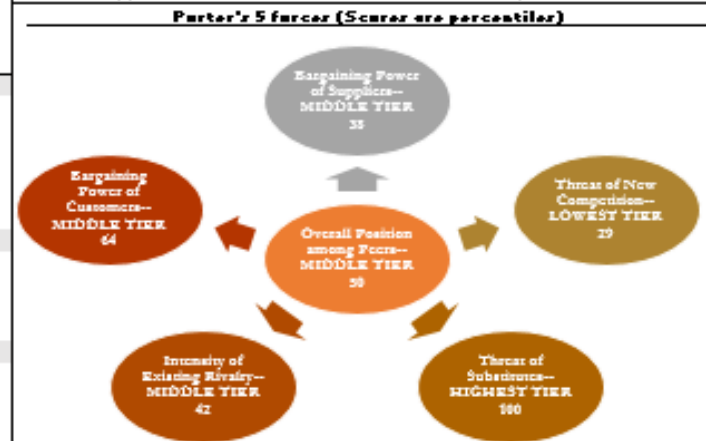 Porter's 5 forces (Scores are percentiles)
Bargaining Power
of Suppliers--
MIDDLE TIER
Bargaining
Power of
Customers--
MIDDLE TIER
64
Threat of New
Competition--
LOWEST TIER
29
Overall Position
among Peers--
MIDDLE TIER
50
Intensity of
Existing Rivalry--
MIDDLE TIER
42
Threat of
Substitutes--
HIGHEST TIER
100